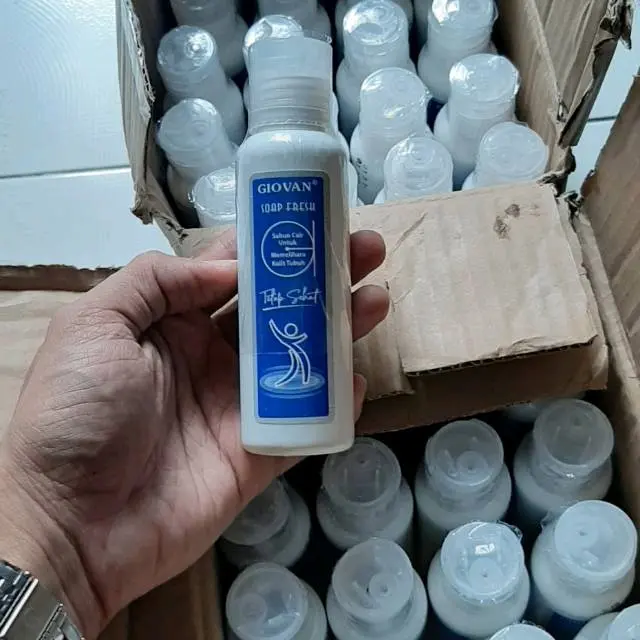 GIOVAN®
SOAP FRESH
Sabun Cair
Untuk
Memelihara
Kulit Tubuh
Tetap Sehat